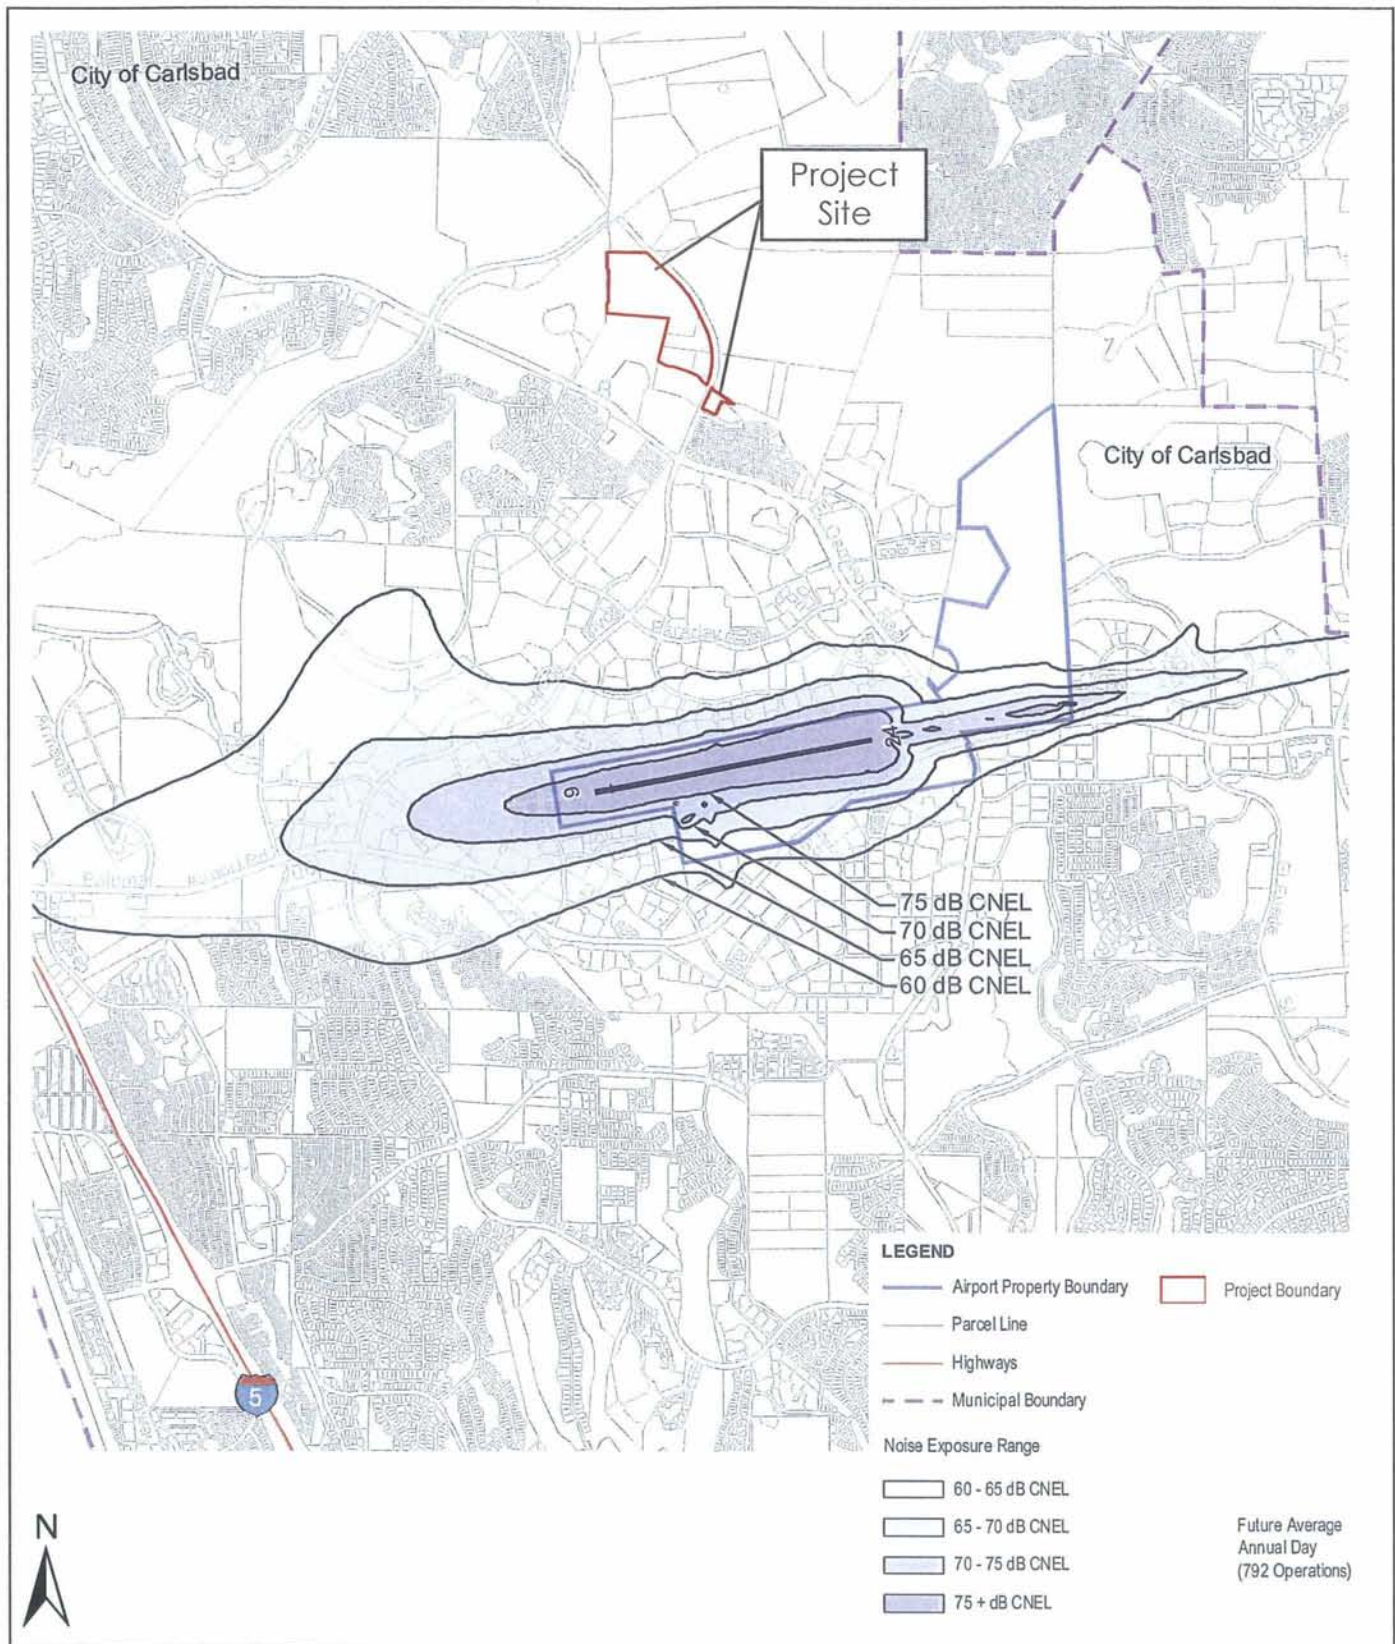 City of Carlsbad
Project
Site
City of Carlsbad
24
6
75 dB CNEL
70 dB CNEL
65 dB CNEL
60 dB CNEL
LEGEND
Airport Property Boundary
Project Boundary
Parcel Line
Highways
Municipal Boundary
5
Noise Exposure Range
60 - 65 dB CNEL
65 - 70 dB CNEL
70 - 75 dB CNEL
75 + dB CNEL
Future Average
Annual Day
(792 Operations)
N